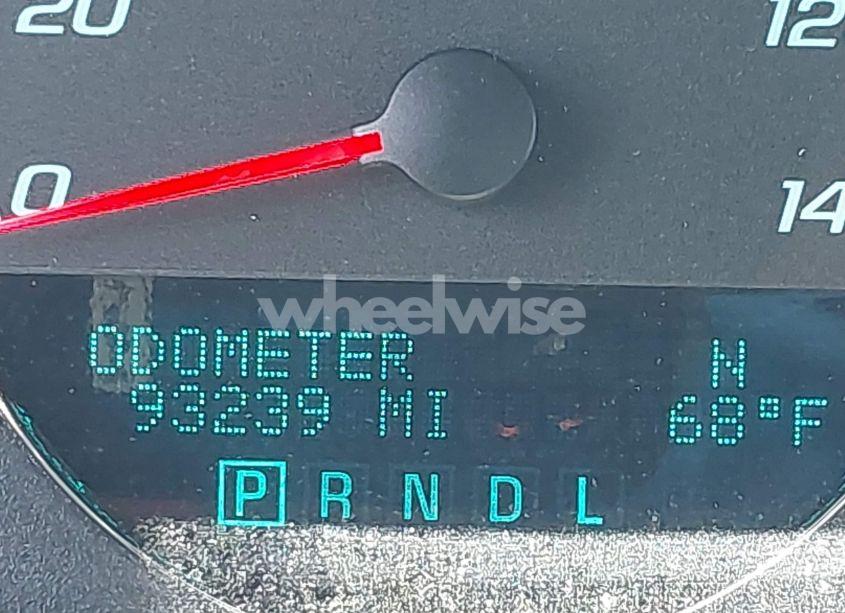 20
12
0
14
wheelwise
ODOMETER N
93239 MI 68°F
P R N D L